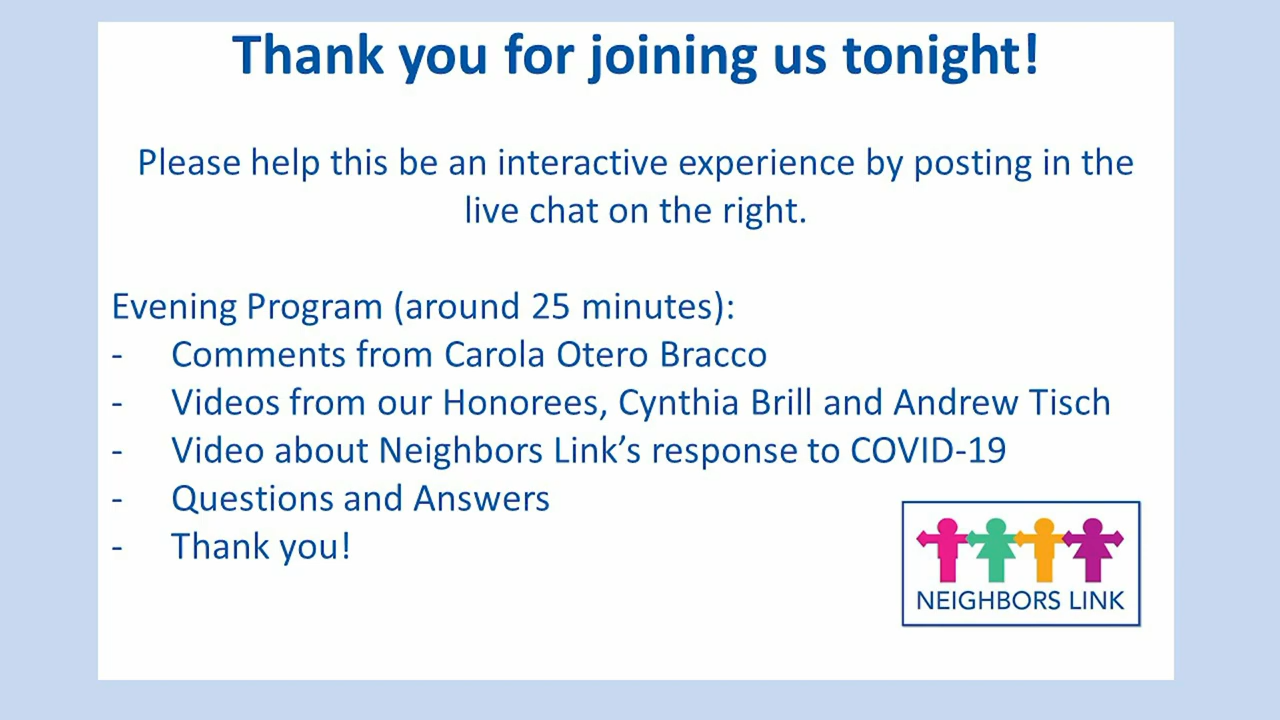 Thank you for joining us tonight!
Please help this be an interactive experience by posting in the
live chat on the right.
Evening Program (around 25 minutes):
- Comments from Carola Otero Bracco
- Videos from our Honorees, Cynthia Brill and Andrew Tisch
- Video about Neighbors Link’s response to COVID-19
- Questions and Answers
- Thank you!
NEIGHBORS LINK